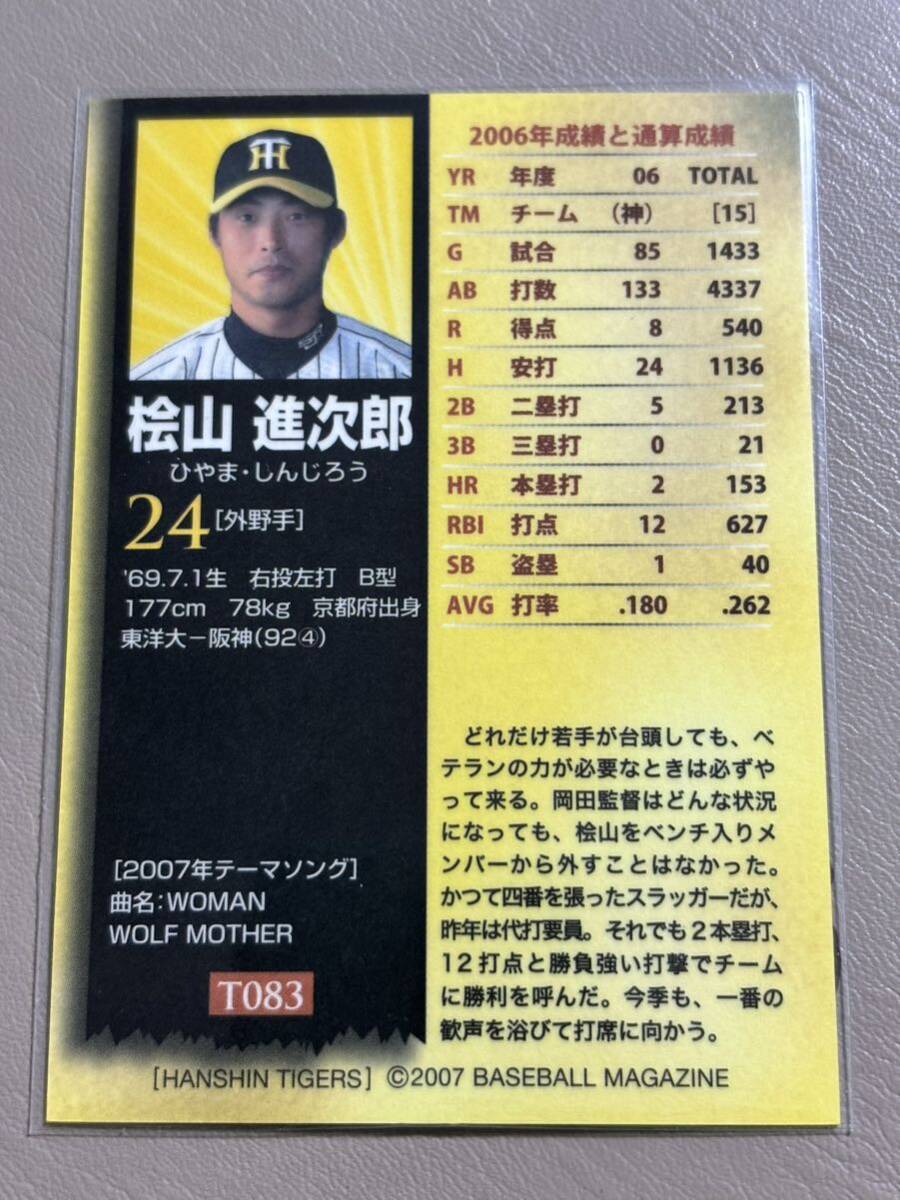 桧山 進次郎
ひやま・しんじろう
24[外野手]
'69.7.1生 右投左打 B型
177cm 78kg 京都府出身
東洋大−阪神(92④)
[2007年テーマソング]
曲名:WOMAN
WOLF MOTHER
T083
2006年成績と通算成績
YR 年度 06 TOTAL
TM チーム (神) [15]
G 試合 85 1433
AB 打数 133 4337
R 得点 8 540
H 安打 24 1136
2B 二塁打 5 213
3B 三塁打 0 21
HR 本塁打 2 153
RBI 打点 12 627
SB 盗塁 1 40
AVG 打率 .180 .262
どれだけ若手が台頭しても、ベ
テランの力が必要なときは必ずや
って来る。岡田監督はどんな状況
になっても、桧山をベンチ入りメ
ンバーから外すことはなかった。
かつて四番を張ったスラッガーだが、
昨年は代打要員。それでも2本塁打、
12打点と勝負強い打撃でチーム
に勝利を呼んだ。今季も、一番の
歓声を浴びて打席に向かう。
[HANSHIN TIGERS] ©2007 BASEBALL MAGAZINE